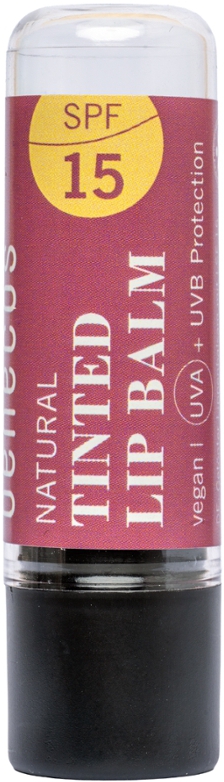 SPF
15
NATURAL
TINTED
LIP BALM
vegan | UVA + UVB Protection